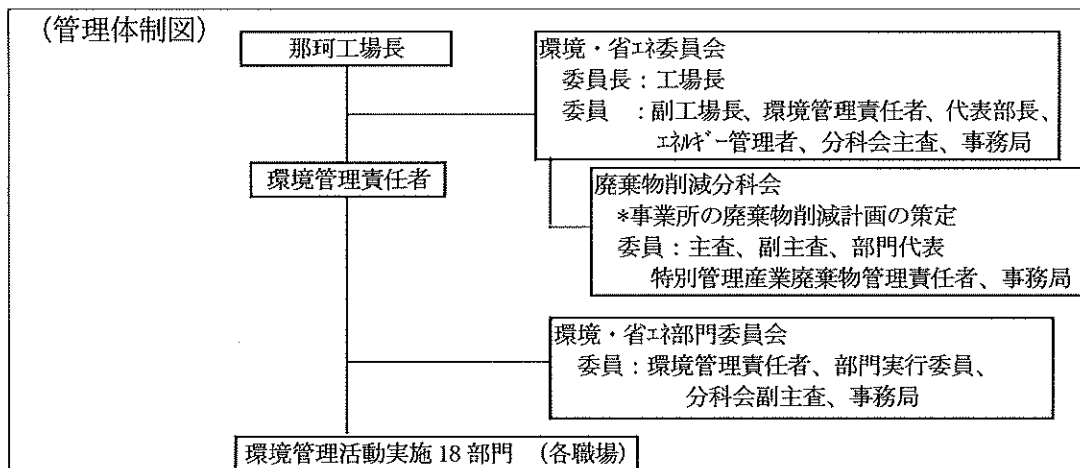 (管理体制図)
那珂工場長
環境・省エネ委員会
委員長：工場長
委員　：副工場長、環境管理責任者、代表部長、
エネルギー管理者、分科会主査、事務局
環境管理責任者
廃棄物削減分科会
*事業所の廃棄物削減計画の策定
委員：主査、副主査、部門代表
特別管理産業廃棄物管理責任者、事務局
環境・省エネ部門委員会
委員：環境管理責任者、部門実行委員、
分科会副主査、事務局
環境管理活動実施 18 部門　（各職場）